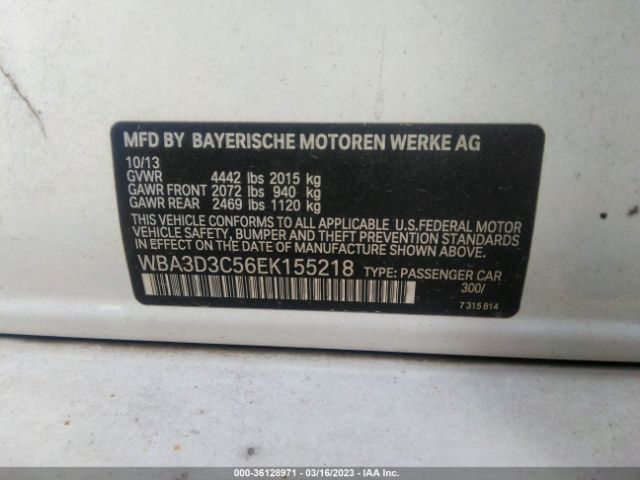 MFD BY BAYERISCHE MOTOREN WERKE AG
10/13
GVWR 4442 lbs 2015 kg
GAWR FRONT 2072 lbs 940 kg
GAWR REAR 2469 lbs 1120 kg
THIS VEHICLE CONFORMS TO ALL APPLICABLE U.S.FEDERAL MOTOR
VEHICLE SAFETY, BUMPER AND THEFT PREVENTION STANDARDS
IN EFFECT ON THE DATE OF MANUFACTURE SHOWN ABOVE.
WBA3D3C56EK155218 TYPE: PASSENGER CAR
300/
7 315 814
000-36128971 - 03/16/2023 - IAA Inc.